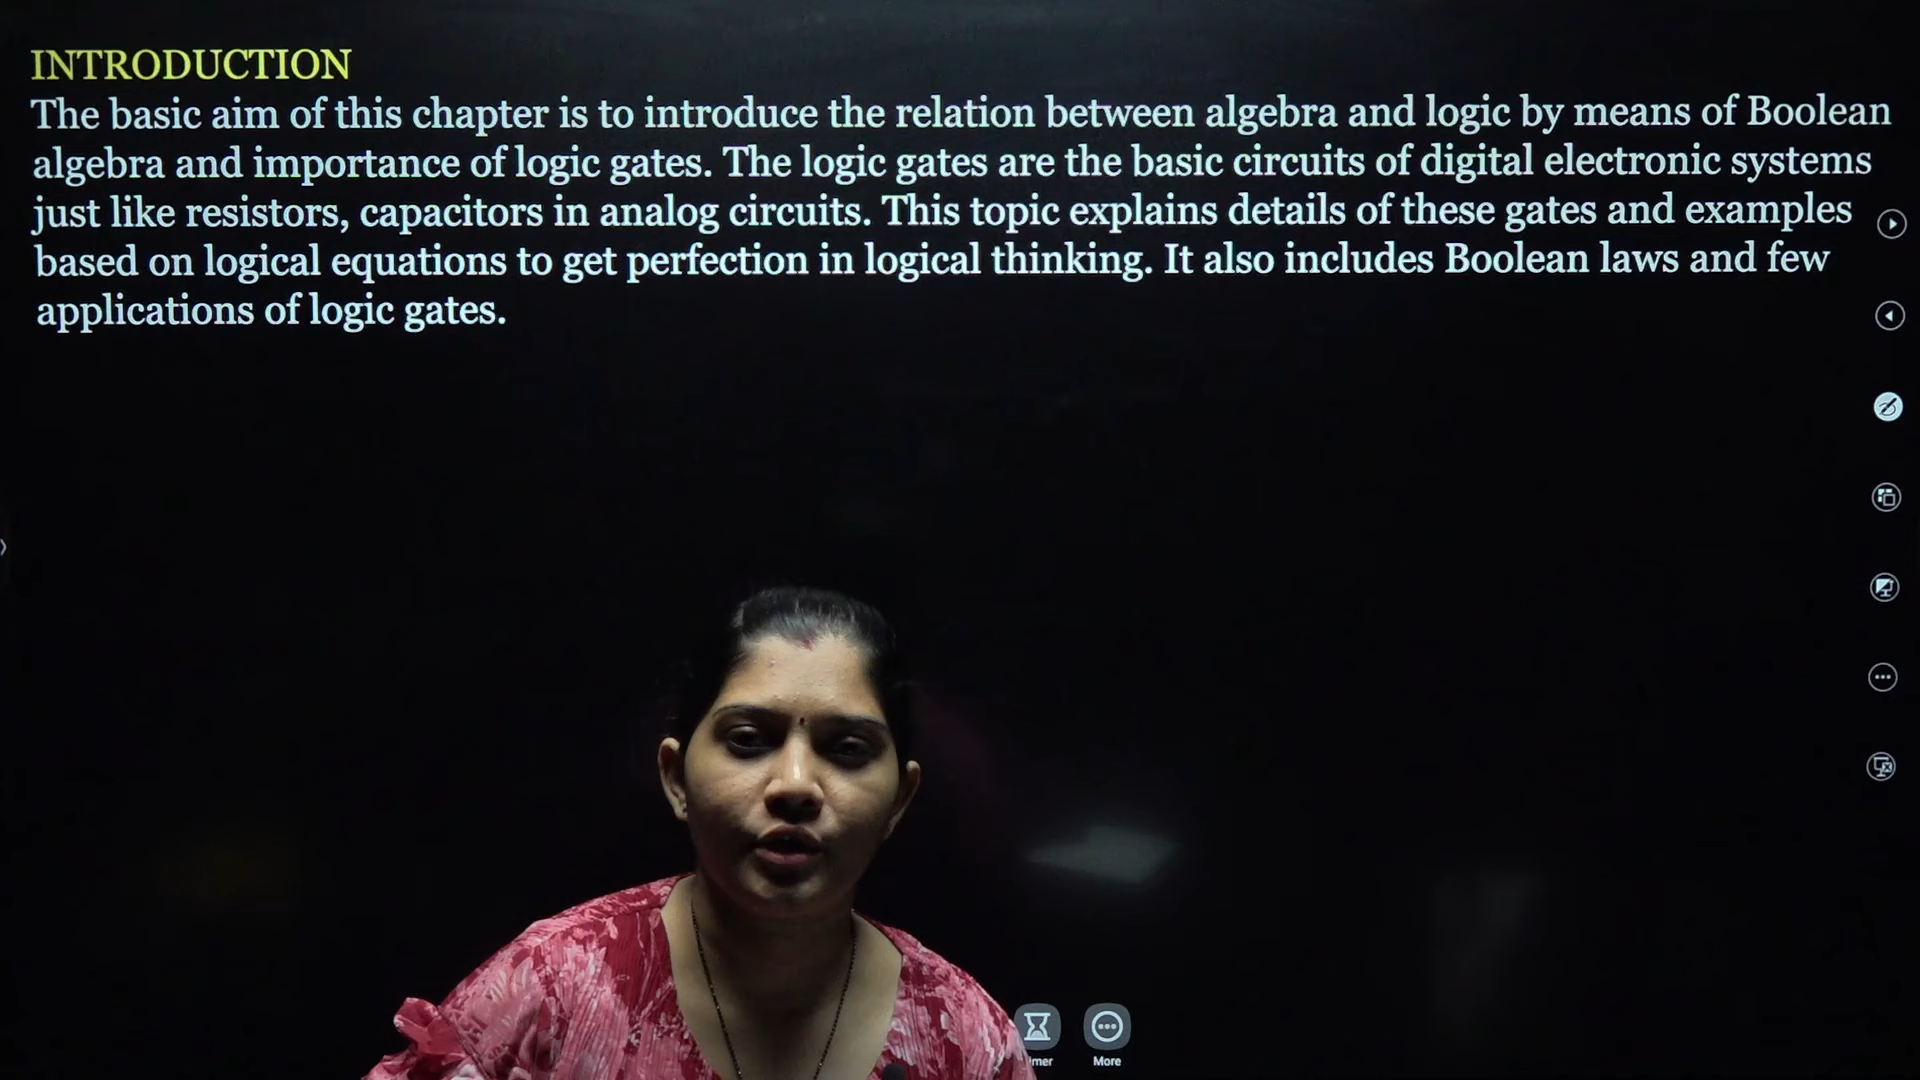 INTRODUCTION
The basic aim of this chapter is to introduce the relation between algebra and logic by means of Boolean
algebra and importance of logic gates. The logic gates are the basic circuits of digital electronic systems
just like resistors, capacitors in analog circuits. This topic explains details of these gates and examples
based on logical equations to get perfection in logical thinking. It also includes Boolean laws and few
applications of logic gates.
More